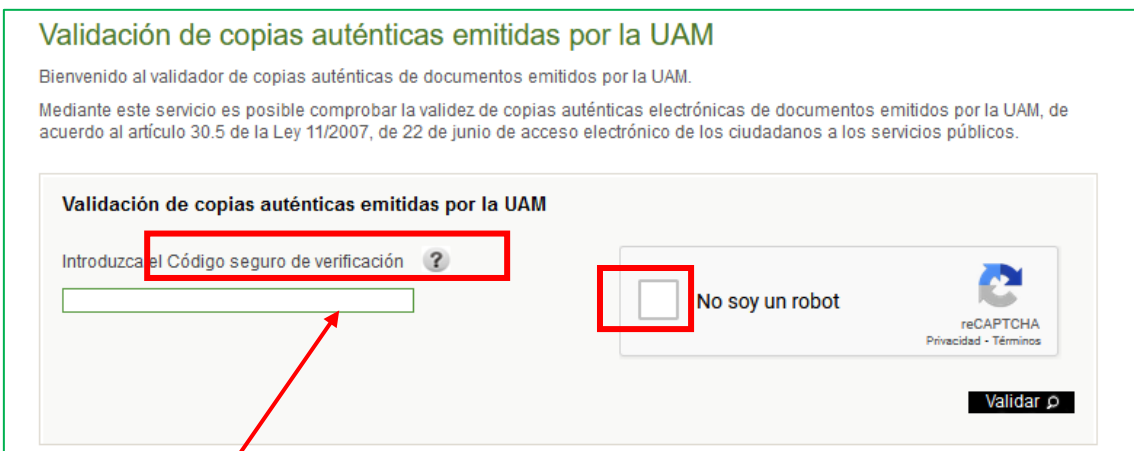 Validación de copias auténticas emitidas por la UAM
Bienvenido al validador de copias auténticas de documentos emitidos por la UAM.
Mediante este servicio es posible comprobar la validez de copias auténticas electrónicas de documentos emitidos por la UAM, de
acuerdo al artículo 30.5 de la Ley 11/2007, de 22 de junio de acceso electrónico de los ciudadanos a los servicios públicos.
Validación de copias auténticas emitidas por la UAM
Introduzca el Código seguro de verificación ?
No soy un robot
reCAPTCHA
Privacidad - Términos
Validar